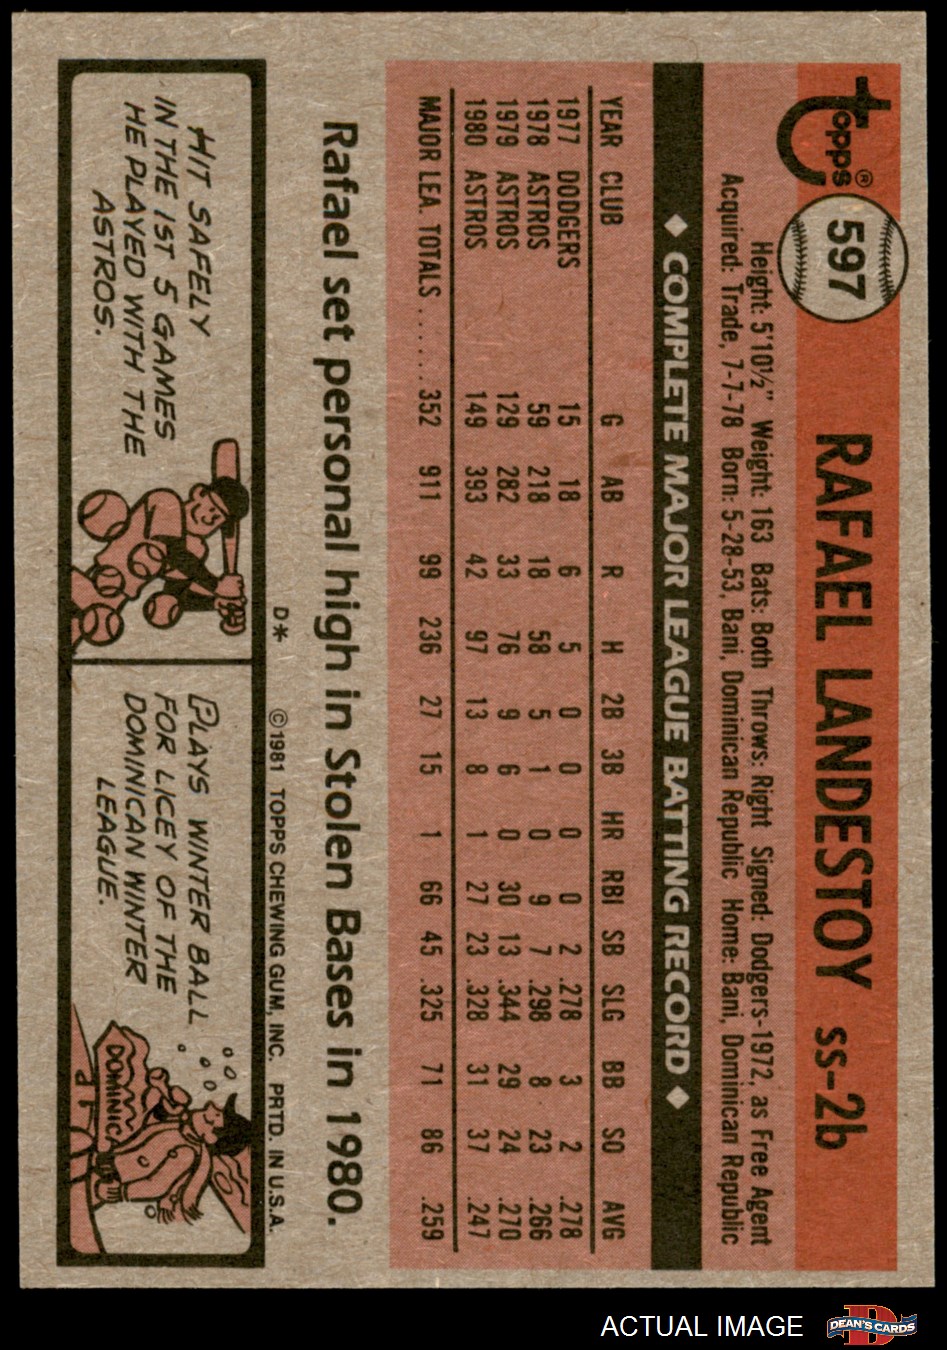 Topps®
597
RAFAEL LANDESTOY ss-2b
Height: 5'10½" Weight: 163 Bats: Both Throws: Right Signed: Dodgers-1972, as Free Agent
Acquired: Trade, 7-7-78 Born: 5-28-53, Bani, Dominican Republic Home: Bani, Dominican Republic
◆ COMPLETE MAJOR LEAGUE BATTING RECORD ◆
YEAR CLUB G AB R H 2B 3B HR RBI SB SLG BB SO AVG
1977 DODGERS 15 18 6 5 0 0 0 0 2 .278 3 2 .278
1978 ASTROS 59 218 18 58 5 1 0 9 7 .298 8 23 .266
1979 ASTROS 129 282 33 76 9 6 0 30 13 .344 29 24 .270
1980 ASTROS 149 393 42 97 13 8 1 27 23 .328 31 37 .247
MAJOR LEA. TOTALS...... 352 911 99 236 27 15 1 66 45 .325 71 86 .259
Rafael set personal high in Stolen Bases in 1980.
D* ©1981 TOPPS CHEWING GUM, INC. PRTD. IN U.S.A.
HIT SAFELY
IN THE 1ST 5 GAMES
HE PLAYED WITH THE
ASTROS.
PLAYS WINTER BALL
FOR LICEY OF THE
DOMINICAN WINTER
LEAGUE.
DOMINICA
ACTUAL IMAGE
D
DEAN'S CARDS